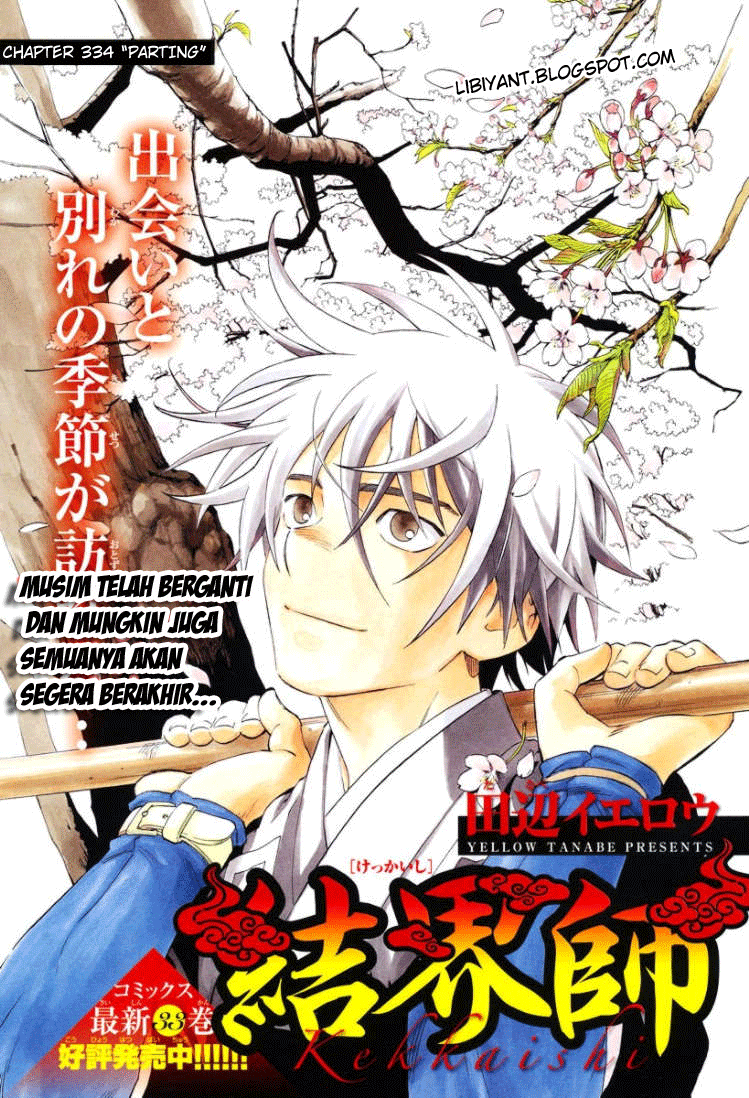 CHAPTER 334 "PARTING"
LIBIYANT.BLOGSPOT.COM
出会いと
別れの季節が訪
MUSIM TELAH BERGANTI
DAN MUNGKIN JUGA
SEMUANYA AKAN
SEGERA BERAKHIR...
田辺イエロウ
YELLOW TANABE PRESENTS
[けっかいし]
結界師
Kekkaishi
コミックス
最新33巻
好評発売中!!!!!!